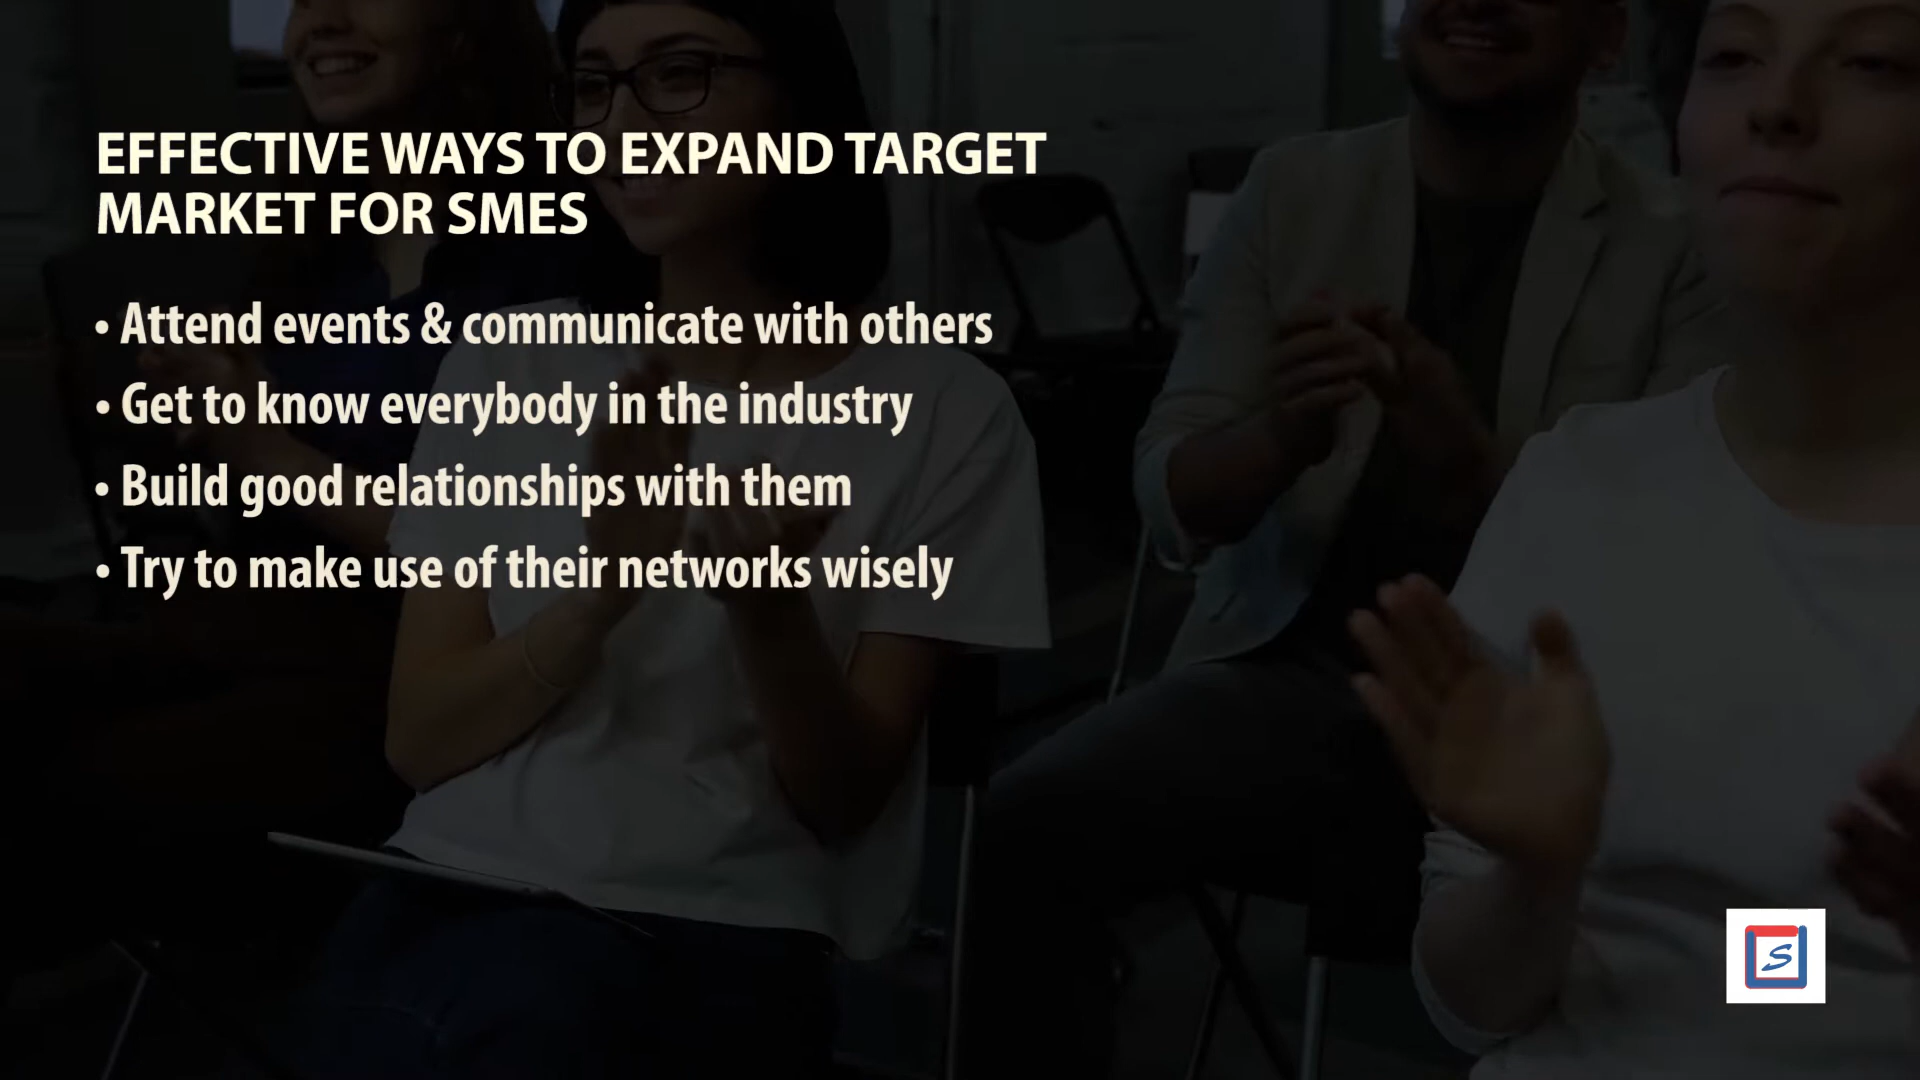 EFFECTIVE WAYS TO EXPAND TARGET
MARKET FOR SMES
• Attend events & communicate with others
• Get to know everybody in the industry
• Build good relationships with them
• Try to make use of their networks wisely
S